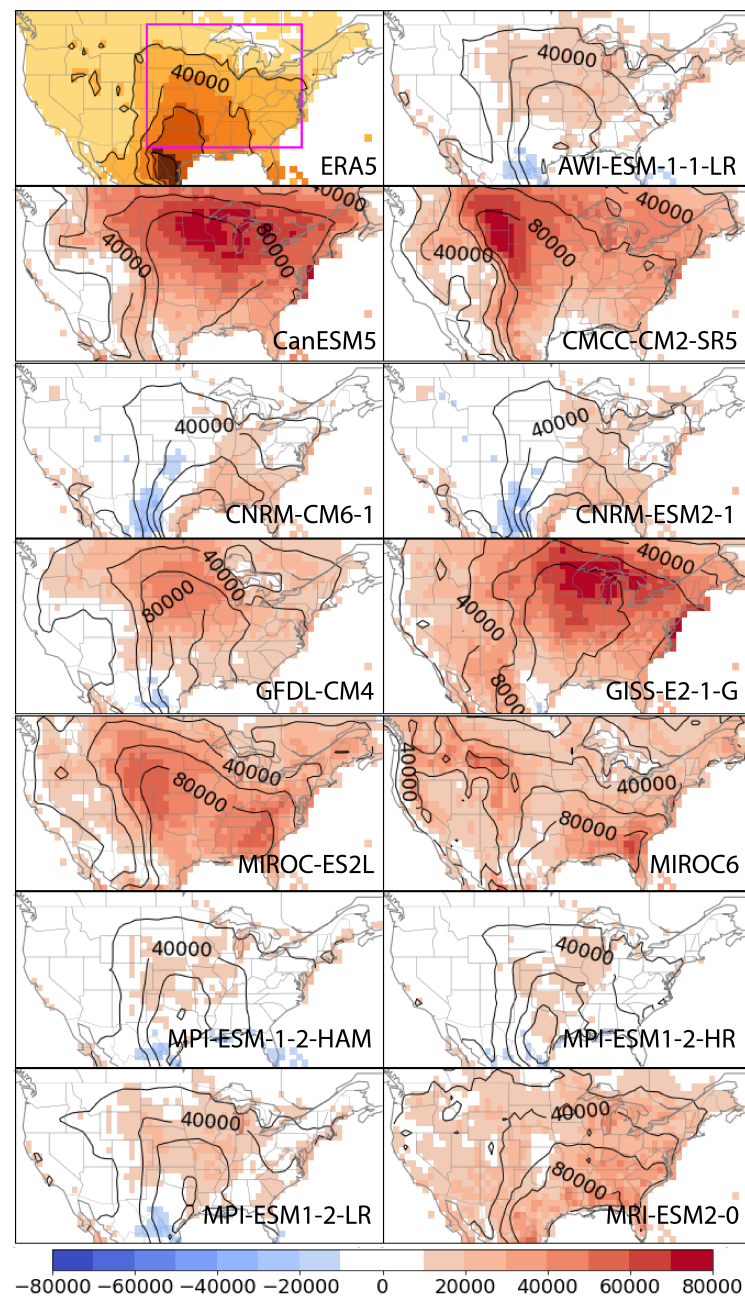 40000
ERA5
40000
AWI-ESM-1-1-LR
40000
40000
80000
CanESM5
40000
40000
80000
CMCC-CM2-SR5
40000
CNRM-CM6-1
40000
CNRM-ESM2-1
40000
80000
GFDL-CM4
40000
40000
8000
GISS-E2-1-G
40000
80000
MIROC-ES2L
40000
40000
80000
MIROC6
40000
MPI-ESM-1-2-HAM
40000
MPI-ESM1-2-HR
40000
MPI-ESM1-2-LR
40000
80000
MRI-ESM2-0
−80000 −60000 −40000 −20000 0 20000 40000 60000 80000